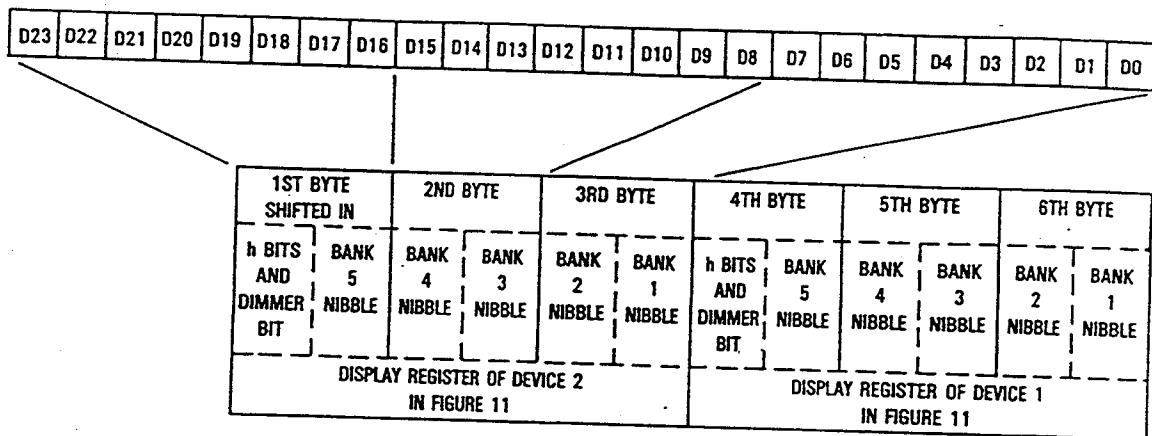 D23 D22 D21 D20 D19 D18 D17 D16 D15 D14 D13 D12 D11 D10 D9 D8 D7 D6 D5 D4 D3 D2 D1 D0
1ST BYTE
SHIFTED IN
2ND BYTE
3RD BYTE
4TH BYTE
5TH BYTE
6TH BYTE
h BITS
AND
DIMMER
BIT
BANK
5
NIBBLE
BANK
4
NIBBLE
BANK
3
NIBBLE
BANK
2
NIBBLE
BANK
1
NIBBLE
h BITS
AND
DIMMER
BIT
BANK
5
NIBBLE
BANK
4
NIBBLE
BANK
3
NIBBLE
BANK
2
NIBBLE
BANK
1
NIBBLE
DISPLAY REGISTER OF DEVICE 2
IN FIGURE 11
DISPLAY REGISTER OF DEVICE 1
IN FIGURE 11